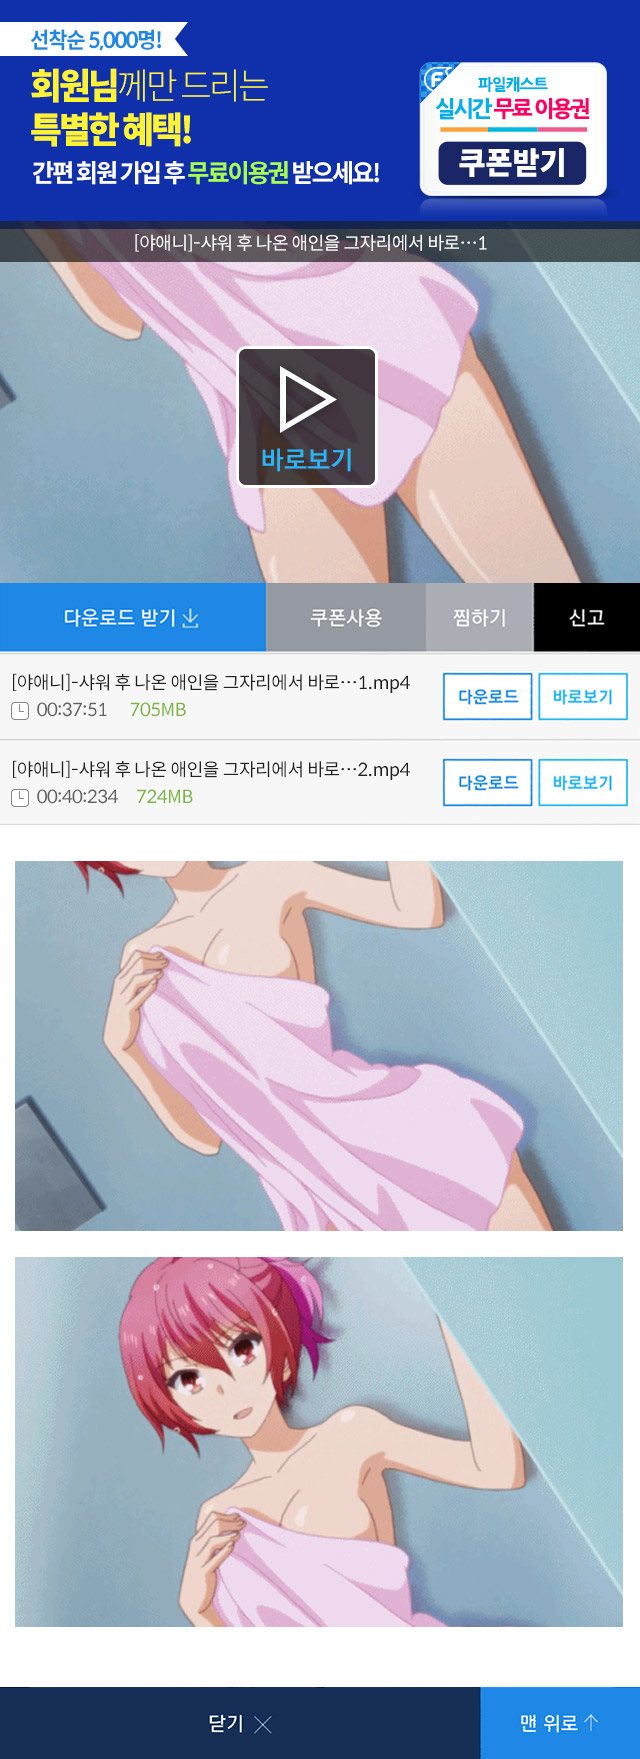 선착순 5,000명!
회원님께만 드리는
특별한 혜택!
간편 회원 가입 후 무료이용권 받으세요!
파일캐스트
실시간 무료 이용권
쿠폰받기
[야애니]-샤워 후 나온 애인을 그자리에서 바로…1
바로보기
다운로드 받기 쿠폰사용 찜하기 신고
[야애니]-샤워 후 나온 애인을 그자리에서 바로…1.mp4
00:37:51 705MB
다운로드 바로보기
[야애니]-샤워 후 나온 애인을 그자리에서 바로…2.mp4
00:40:234 724MB
다운로드 바로보기
닫기 맨 위로